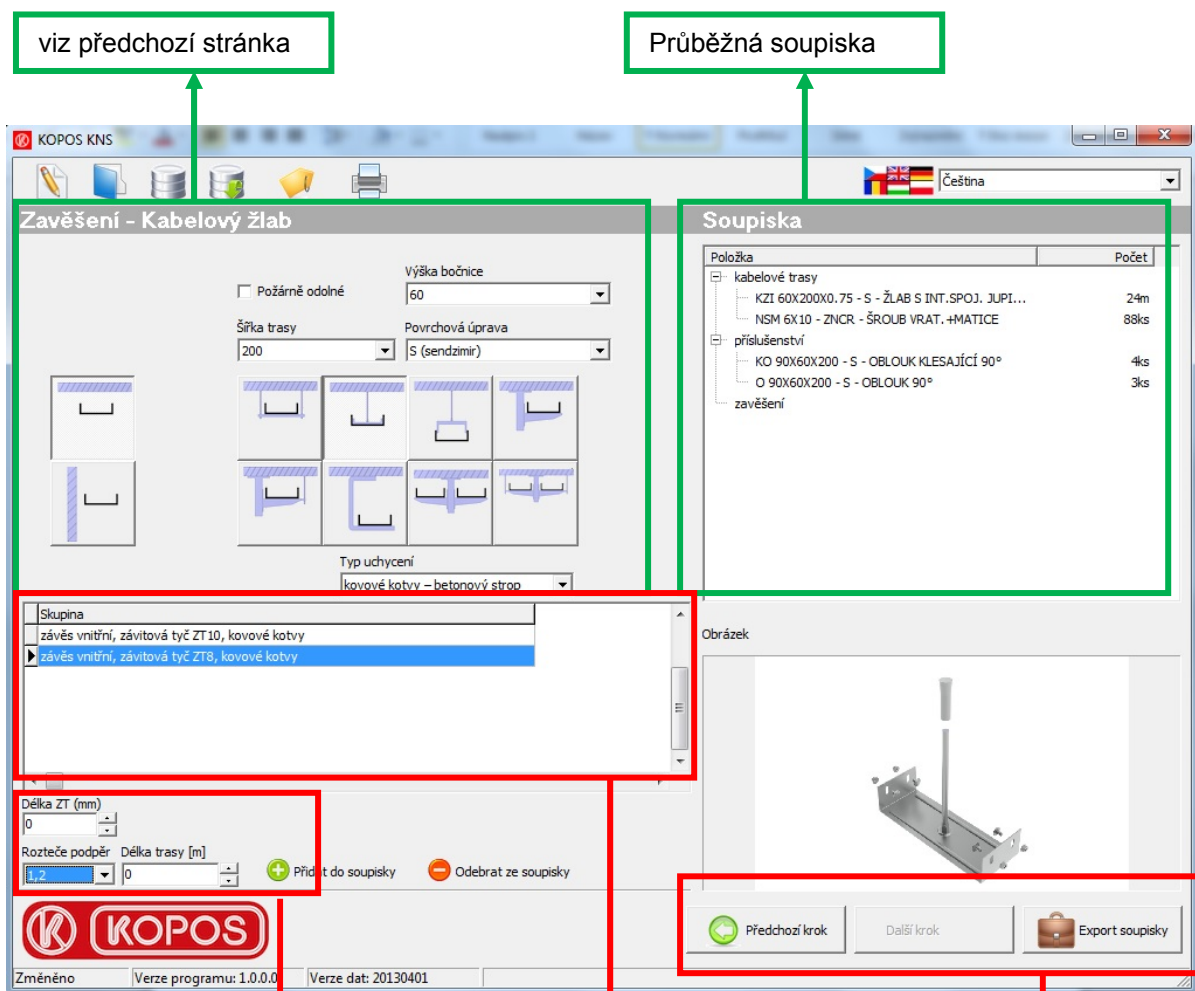 viz předchozí stránka
Průběžná soupiska
KOPOS KNS
Čeština
Zavěšení - Kabelový žlab
Soupiska
Výška bočnice
Požárně odolné
60
Šířka trasy
Povrchová úprava
200
S (sendzimir)
Typ uchycení
kovové kotvy – betonový strop
Položka Počet
kabelové trasy
KZI 60X200X0.75 - S - ŽLAB S INT.SPOJ. JUPI... 24m
NSM 6X10 - ZNCR - ŠROUB VRAT.+MATICE 88ks
příslušenství
KO 90X60X200 - S - OBLOUK KLESAJÍCÍ 90° 4ks
O 90X60X200 - S - OBLOUK 90° 3ks
zavěšení
Skupina
závěs vnitřní, závitová tyč ZT10, kovové kotvy
závěs vnitřní, závitová tyč ZT8, kovové kotvy
Obrázek
Délka ZT (mm)
0
Rozteče podpěr Délka trasy [m]
1,2 0
Přidat do soupisky Odebrat ze soupisky
KOPOS
Předchozí krok Další krok Export soupisky
Změněno Verze programu: 1.0.0.0 Verze dat: 20130401